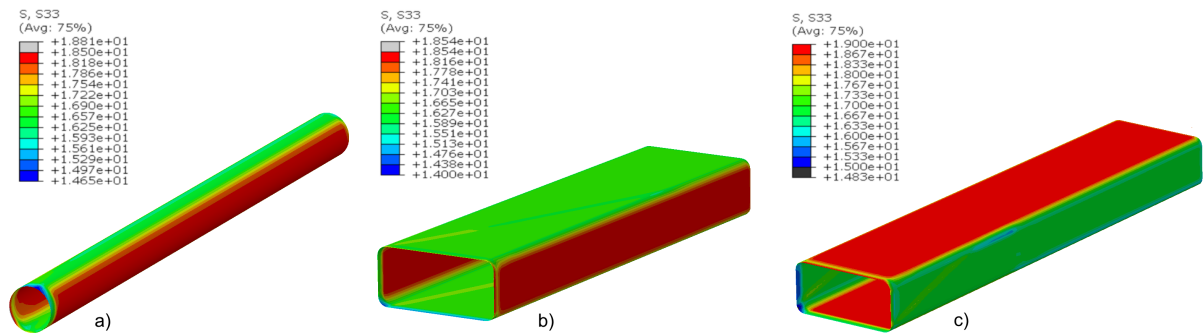 S, S33
(Avg: 75%)
+1.881e+01
+1.850e+01
+1.818e+01
+1.786e+01
+1.754e+01
+1.722e+01
+1.690e+01
+1.657e+01
+1.625e+01
+1.593e+01
+1.561e+01
+1.529e+01
+1.497e+01
+1.465e+01
a)
S, S33
(Avg: 75%)
+1.854e+01
+1.854e+01
+1.816e+01
+1.778e+01
+1.741e+01
+1.703e+01
+1.665e+01
+1.627e+01
+1.589e+01
+1.551e+01
+1.513e+01
+1.476e+01
+1.438e+01
+1.400e+01
b)
S, S33
(Avg: 75%)
+1.900e+01
+1.867e+01
+1.833e+01
+1.800e+01
+1.767e+01
+1.733e+01
+1.700e+01
+1.667e+01
+1.633e+01
+1.600e+01
+1.567e+01
+1.533e+01
+1.500e+01
+1.483e+01
c)